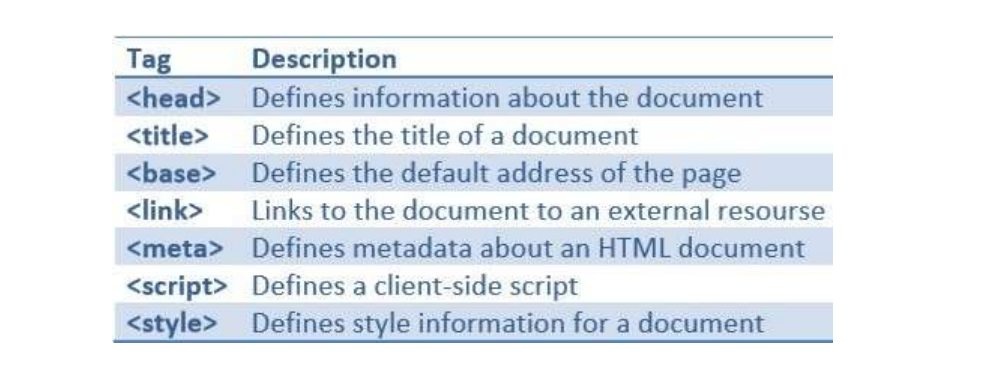 Tag Description
<head> Defines information about the document
<title> Defines the title of a document
<base> Defines the default address of the page
<link> Links to the document to an external resourse
<meta> Defines metadata about an HTML document
<script> Defines a client-side script
<style> Defines style information for a document